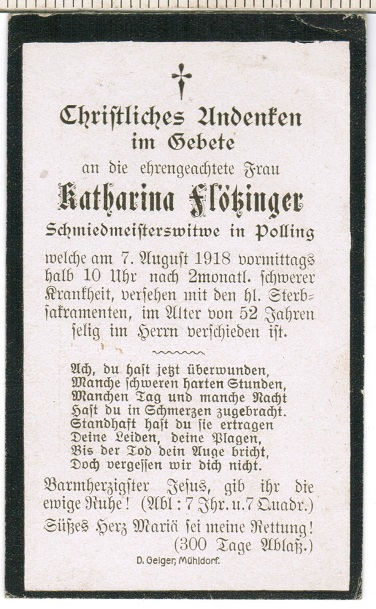 Christliches Andenken
im Gebete
an die ehrengeachtete Frau
Katharina Flötzinger
Schmiedmeisterswitwe in Polling
welche am 7. August 1918 vormittags
halb 10 Uhr nach 2monatl. schwerer
Krankheit, versehen mit den hl. Sterb-
sakramenten, im Alter von 52 Jahren
selig im Herrn verschieden ist.
Ach, du hast jetzt überwunden,
Manche schweren harten Stunden,
Manchen Tag und manche Nacht
Hast du in Schmerzen zugebracht.
Standhaft hast du sie ertragen
Deine Leiden, deine Plagen,
Bis der Tod dein Auge bricht,
Doch vergessen wir dich nicht.
Barmherzigster Jesus, gib ihr die
ewige Ruhe! (Abl: 7 Jhr. u. 7 Quadr.)
Süßes Herz Mariä sei meine Rettung!
(300 Tage Ablaß.)
D. Geiger, Mühldorf.